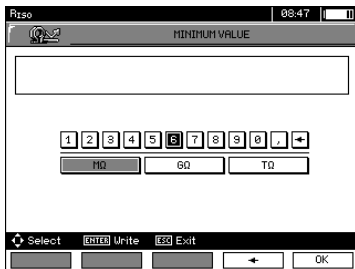 RISO 08:47
MINIMUM VALUE
1 2 3 4 5 6 7 8 9 0 ,
MΩ GΩ TΩ
Select ENTER Write ESC Exit
OK